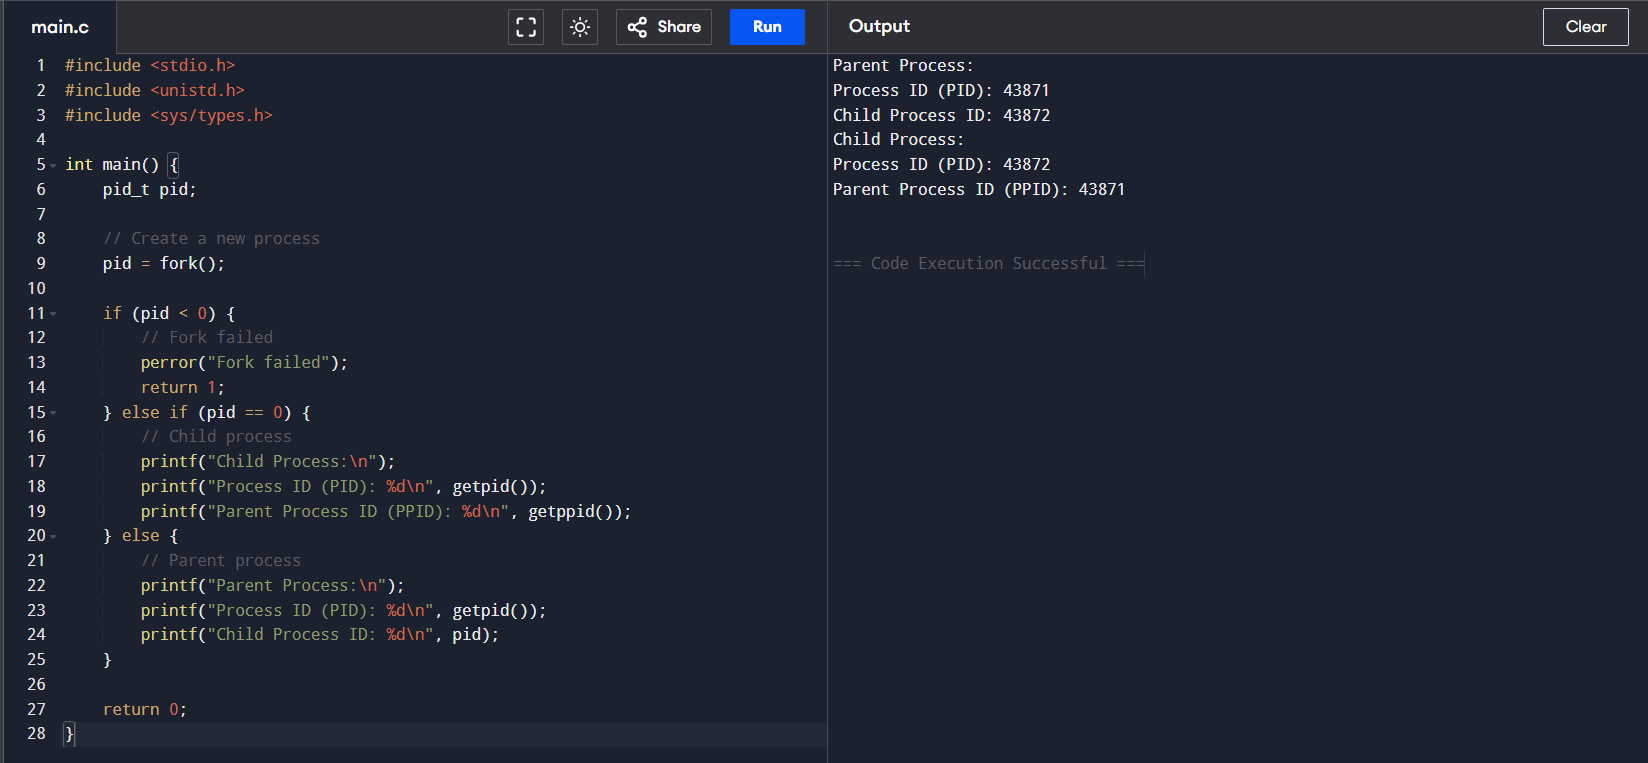 main.c
Share
Run
Output
Clear
1 #include <stdio.h>
2 #include <unistd.h>
3 #include <sys/types.h>
4
5 int main() {
6     pid_t pid;
7
8     // Create a new process
9     pid = fork();
10
11     if (pid < 0) {
12         // Fork failed
13         perror("Fork failed");
14         return 1;
15     } else if (pid == 0) {
16         // Child process
17         printf("Child Process:\n");
18         printf("Process ID (PID): %d\n", getpid());
19         printf("Parent Process ID (PPID): %d\n", getppid());
20     } else {
21         // Parent process
22         printf("Parent Process:\n");
23         printf("Process ID (PID): %d\n", getpid());
24         printf("Child Process ID: %d\n", pid);
25     }
26
27     return 0;
28 }
Parent Process:
Process ID (PID): 43871
Child Process ID: 43872
Child Process:
Process ID (PID): 43872
Parent Process ID (PPID): 43871
=== Code Execution Successful ===